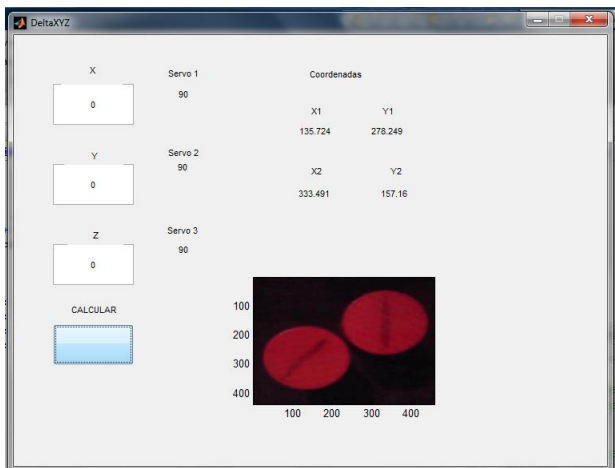 DeltaXYZ
X
0
Servo 1
90
Y
0
Servo 2
90
Z
0
Servo 3
90
CALCULAR
Coordenadas
X1 Y1
135.724 278.249
X2 Y2
333.491 157.16
100
200
300
400
100 200 300 400